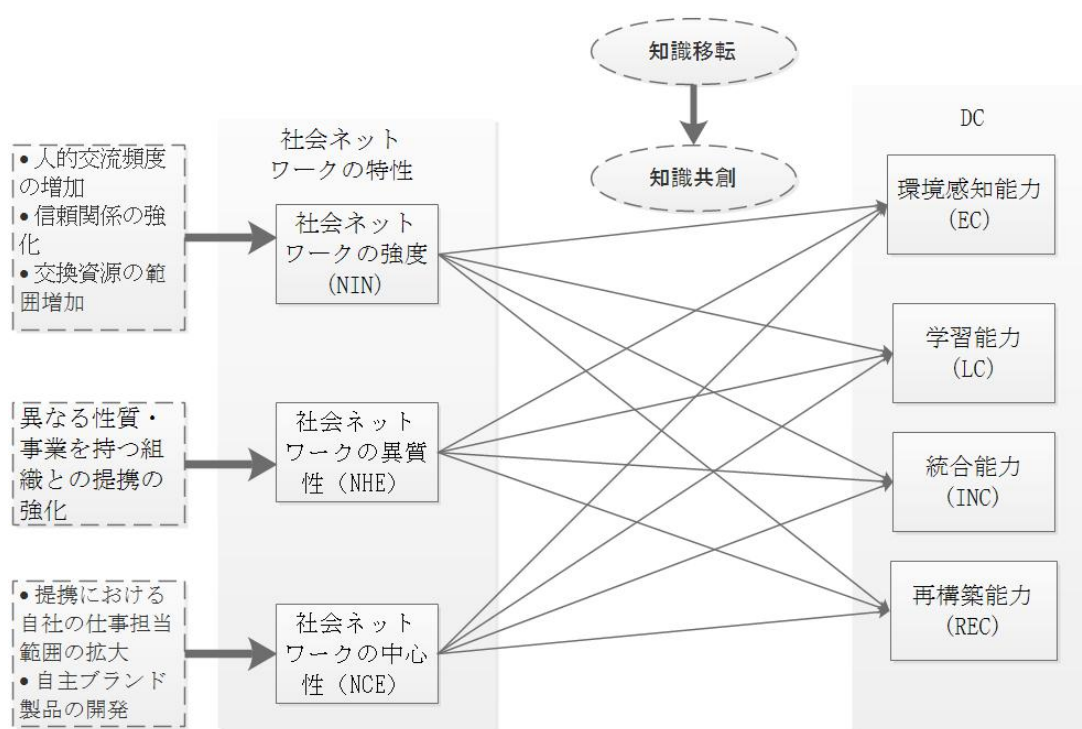 知識移転
知識共創
• 人的交流頻度
の増加
• 信頼関係の強
化
• 交換資源の範
囲増加
異なる性質・
事業を持つ組
織との提携の
強化
• 提携における
自社の仕事担当
範囲の拡大
• 自主ブランド
製品の開発
社会ネット
ワークの特性
社会ネット
ワークの強度
(NIN)
社会ネット
ワークの異質
性（NHE）
社会ネット
ワークの中心
性（NCE）
DC
環境感知能力
(EC)
学習能力
(LC)
統合能力
(INC)
再構築能力
(REC)